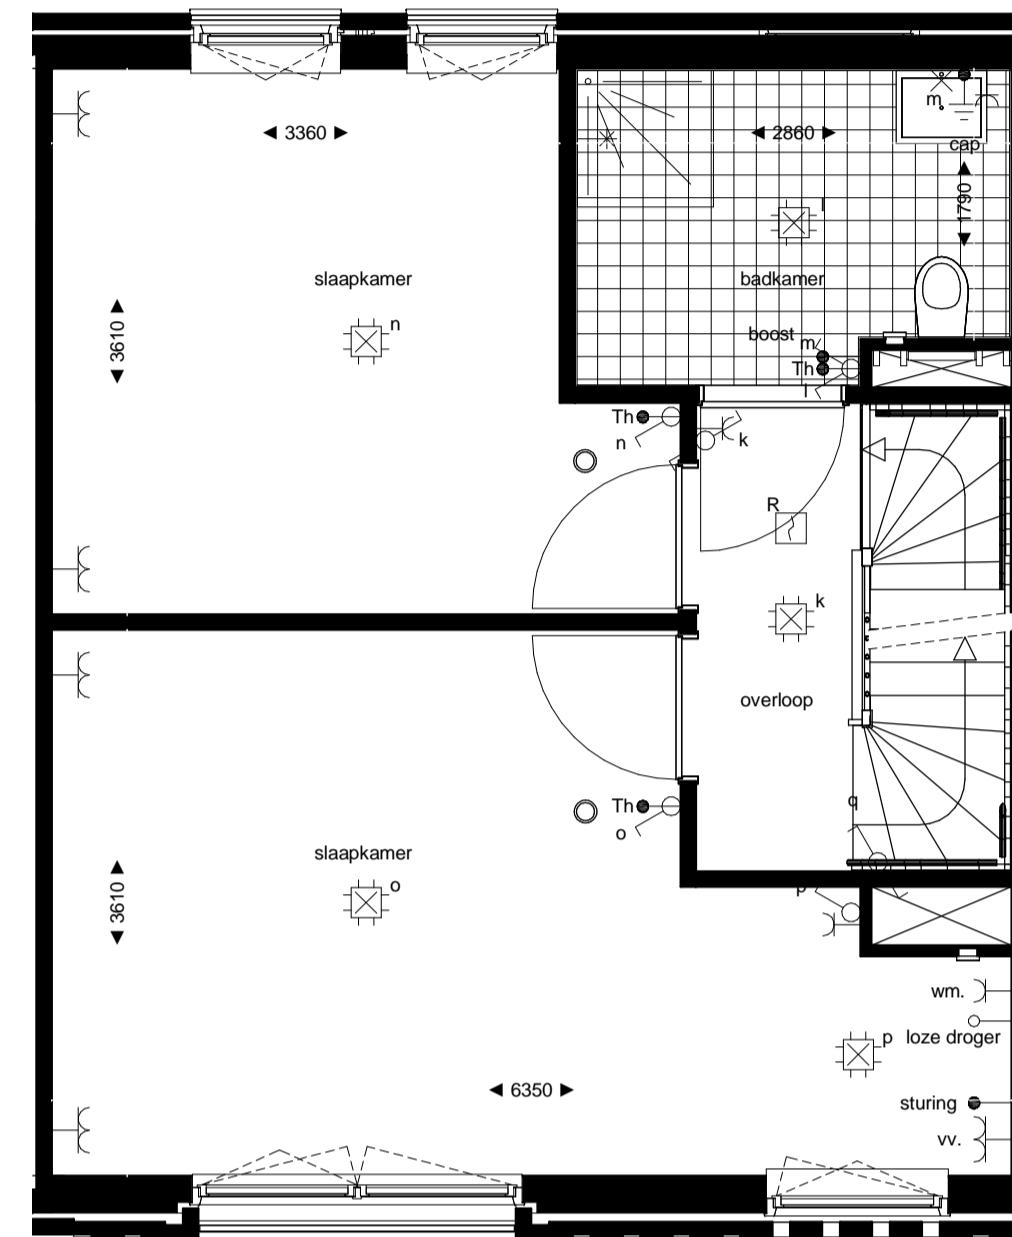 3360
2860
m
cap
1790
l
slaapkamer
badkamer
n
3610
boost
m
Th
l
Th
n
k
R
k
overloop
q
Th
o
slaapkamer
o
p
3610
wm.
p
loze droger
6350
sturing
vv.